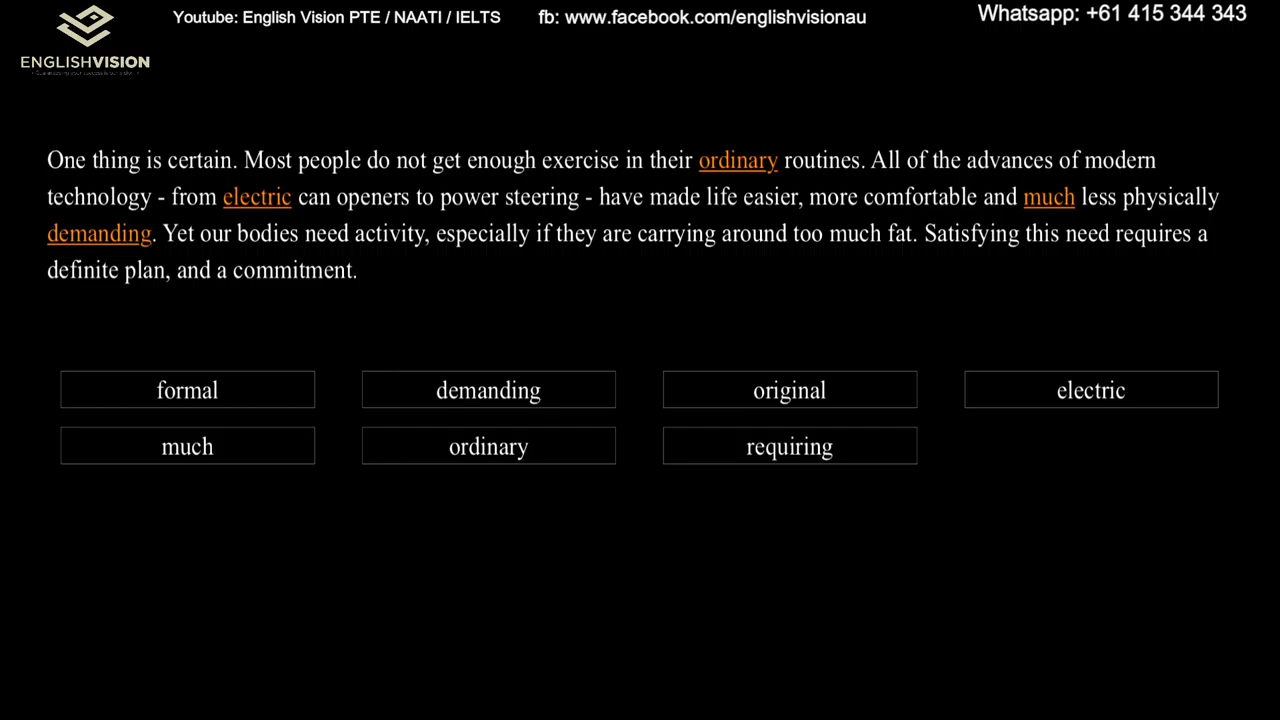 Youtube: English Vision PTE / NAATI / IELTS fb: www.facebook.com/englishvisionau Whatsapp: +61 415 344 343
ENGLISHVISION
One thing is certain. Most people do not get enough exercise in their ordinary routines. All of the advances of modern
technology - from electric can openers to power steering - have made life easier, more comfortable and much less physically
demanding. Yet our bodies need activity, especially if they are carrying around too much fat. Satisfying this need requires a
definite plan, and a commitment.
formal demanding original electric
much ordinary requiring